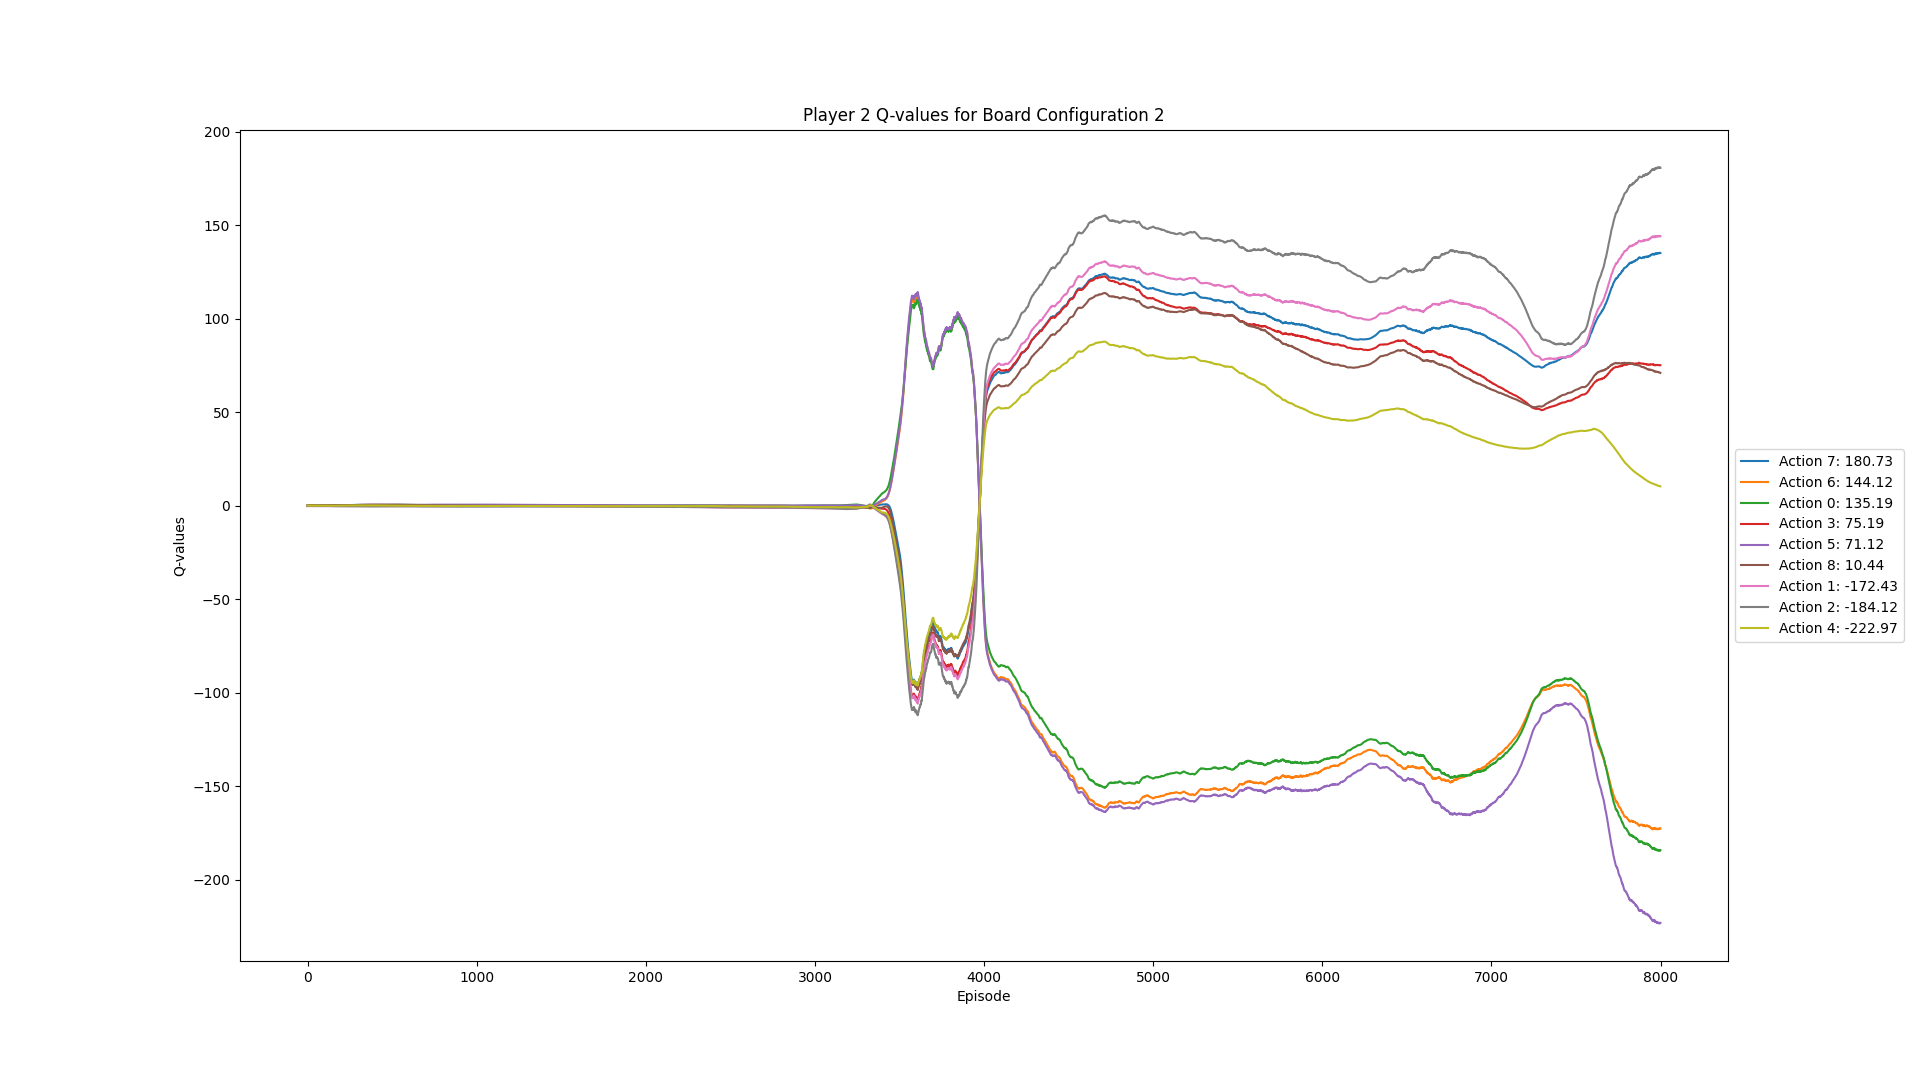 Player 2 Q-values for Board Configuration 2
200
150
100
50
0
−50
−100
−150
−200
Q-values
0 1000 2000 3000 4000 5000 6000 7000 8000
Episode
Action 7: 180.73
Action 6: 144.12
Action 0: 135.19
Action 3: 75.19
Action 5: 71.12
Action 8: 10.44
Action 1: -172.43
Action 2: -184.12
Action 4: -222.97